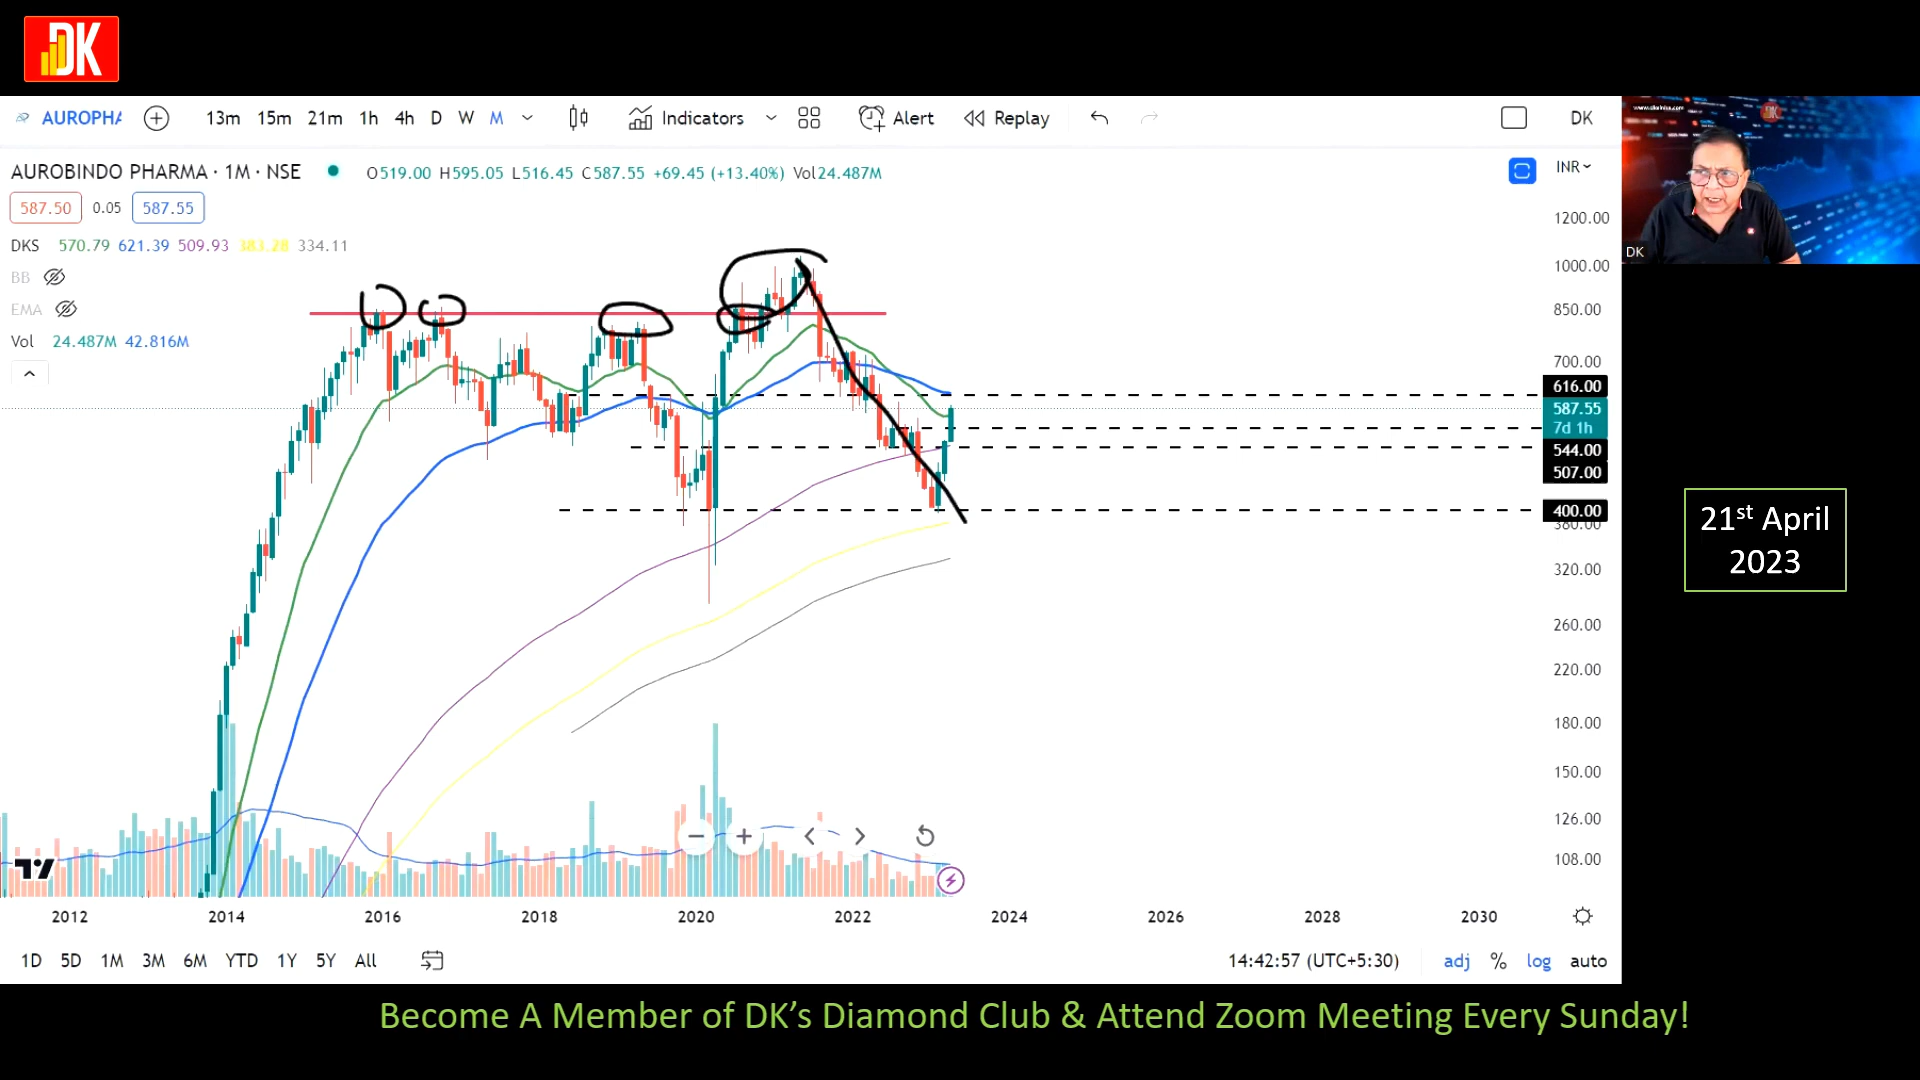 DK
AUROPHA
13m 15m 21m 1h 4h D W M Indicators Alert Replay DK
AUROBINDO PHARMA · 1M · NSE O519.00 H595.05 L516.45 C587.55 +69.45 (+13.40%) Vol24.487M
INR
587.50 0.05 587.55
DKS 570.79 621.39 509.93 383.28 334.11
BB
EMA
Vol 24.487M 42.816M
DK
1200.00
1000.00
850.00
700.00
616.00
587.55
7d 1h
544.00
507.00
400.00
380.00
320.00
260.00
220.00
180.00
150.00
126.00
108.00
2012 2014 2016 2018 2020 2022 2024 2026 2028 2030
1D 5D 1M 3M 6M YTD 1Y 5Y All 14:42:57 (UTC+5:30) adj % log auto
21st April
2023
Become A Member of DK’s Diamond Club & Attend Zoom Meeting Every Sunday!